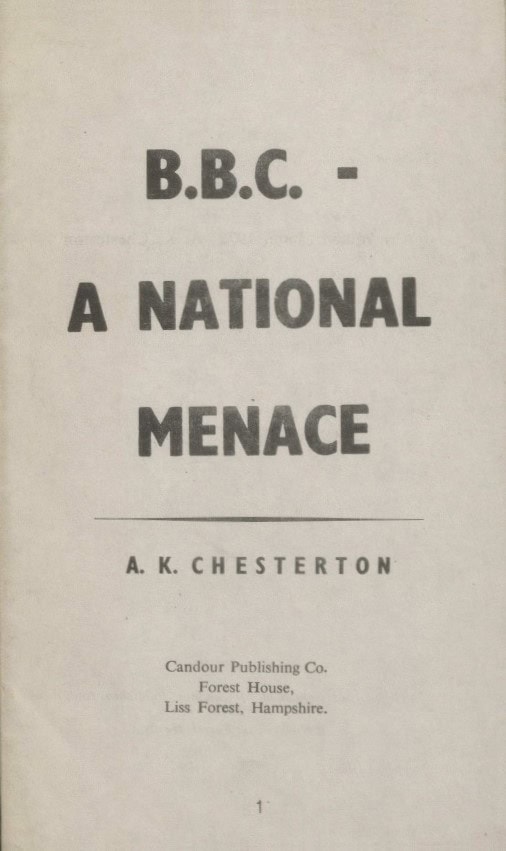 B.B.C. -
A NATIONAL
MENACE
A. K. CHESTERTON
Candour Publishing Co.
Forest House,
Liss Forest, Hampshire.
1